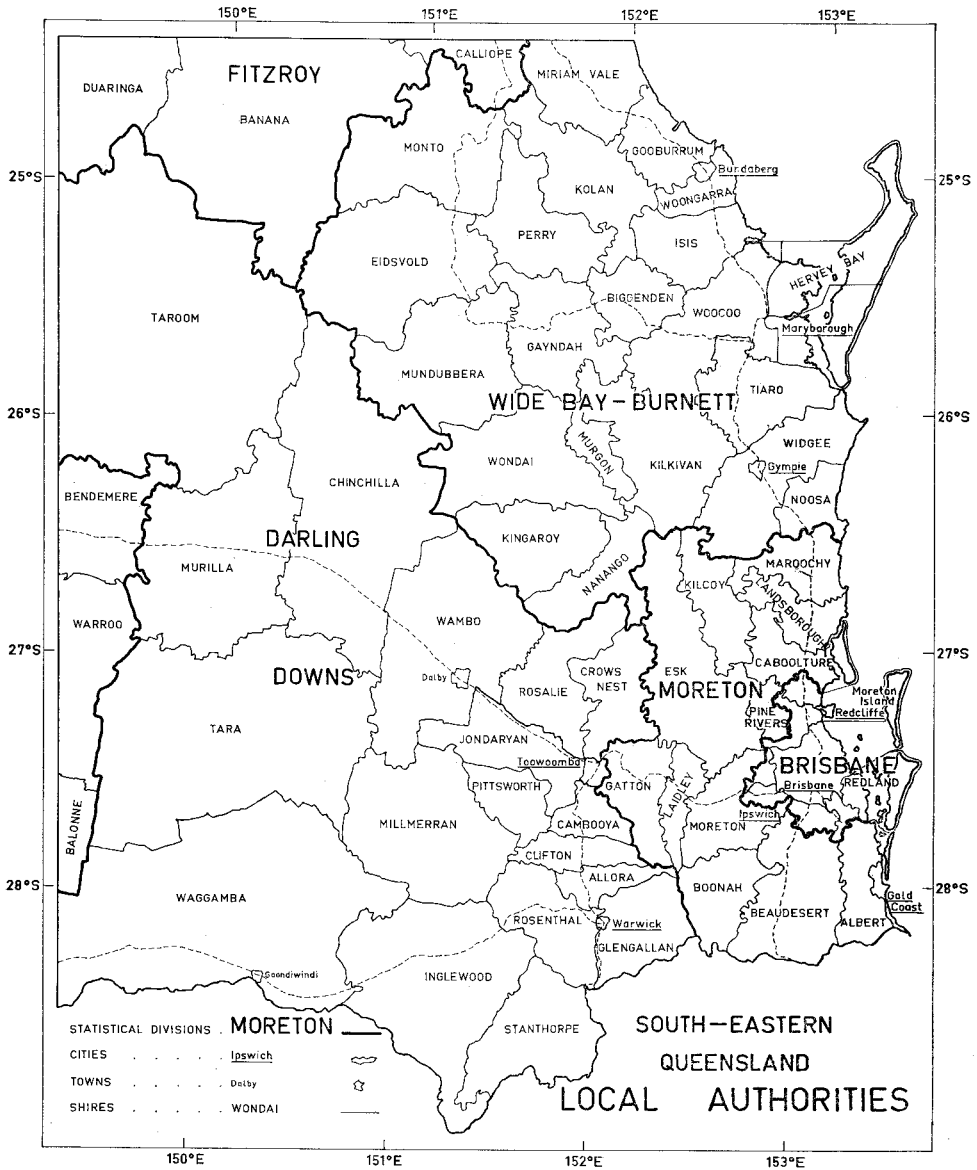 150°E 151°E 152°E 153°E
CALLIOPE
FITZROY
MIRIAM VALE
DUARINGA
BANANA
MONTO
GOOBURRUM
Bundaberg
25°S 25°S
KOLAN
WOONGARRA
PERRY
ISIS
EIDSVOLD
HERVEY BAY
BIGGENDEN
TAROOM
WOOCOO
Maryborough
GAYNDAH
MUNDUBBERA
TIARO
WIDE BAY-BURNETT
26°S 26°S
WIDGEE
MURGON
WONDAI
KILKIVAN
Gympie
BENDEMERE
CHINCHILLA
NOOSA
DARLING
KINGAROY
MURILLA
NANANGO
KILCOY
MAROOCHY
LANDSBOROUGH
WARROO
WAMBO
27°S 27°S
CABOOLTURE
DOWNS
Dalby
ROSALIE
CROWS NEST
ESK
MORETON
Moreton Island
Redcliffe
PINE RIVERS
TARA
JONDARYAN
Toowoomba
BRISBANE
PITTSWORTH
GATTON
LAIDLEY
Brisbane
REDLAND
BALONNE
MILLMERRAN
CAMBOOYA
MORETON
Ipswich
CLIFTON
28°S 28°S
ALLORA
BOONAH
WAGGAMBA
Gold Coast
BEAUDESERT
ROSENTHAL
Warwick
ALBERT
GLENGALLAN
Goondiwindi
INGLEWOOD
STANTHORPE
STATISTICAL DIVISIONS . MORETON
CITIES . . . . . Ipswich
TOWNS . . . . . Dalby
SHIRES . . . . . WONDAI
SOUTH-EASTERN
QUEENSLAND
LOCAL AUTHORITIES
150°E 151°E 152°E 153°E